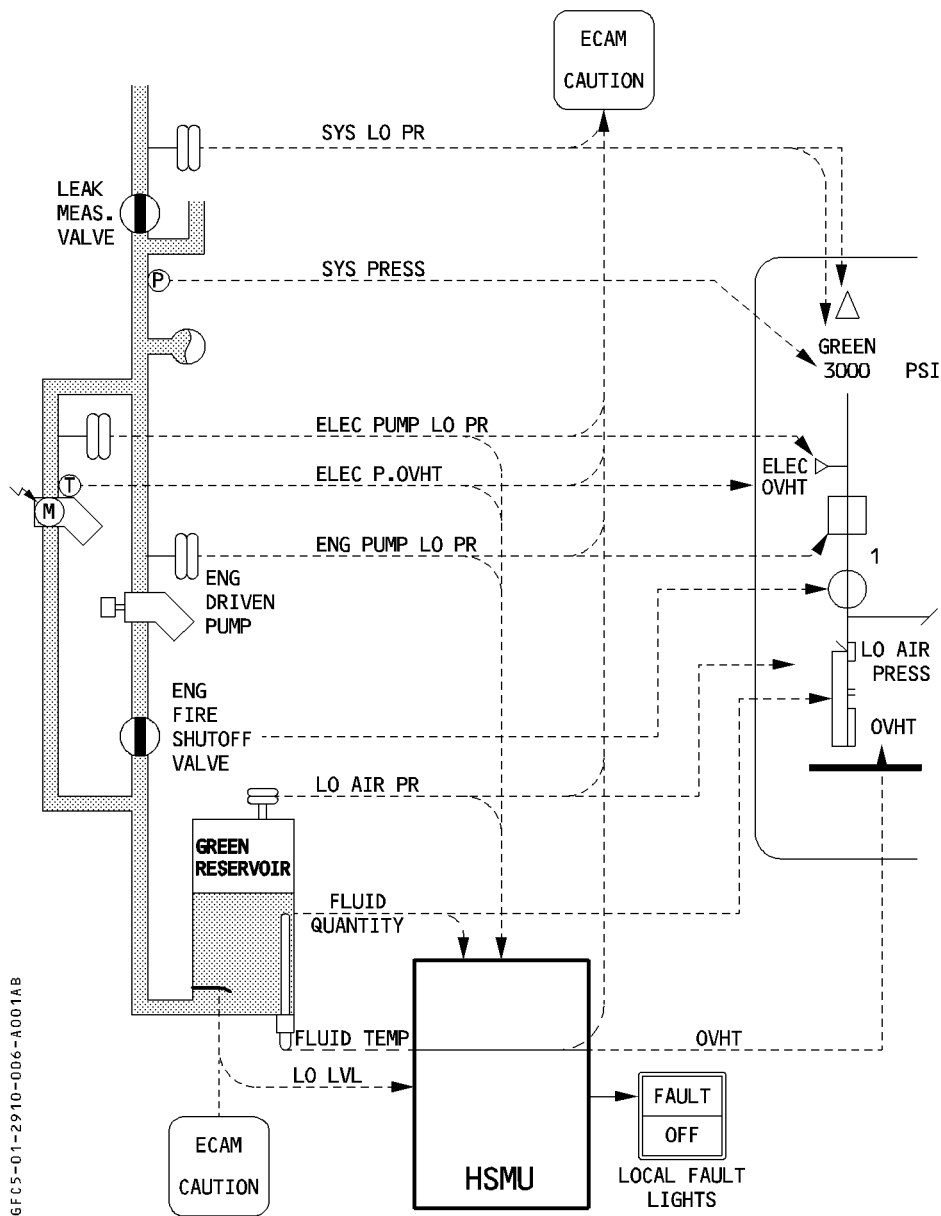 ECAM
CAUTION
SYS LO PR
LEAK
MEAS.
VALVE
P
SYS PRESS
GREEN
3000 PSI
ELEC PUMP LO PR
T
ELEC P.OVHT
ELEC
OVHT
M
ENG PUMP LO PR
1
ENG
DRIVEN
PUMP
LO AIR
PRESS
ENG
FIRE
SHUTOFF
VALVE
OVHT
LO AIR PR
GREEN
RESERVOIR
FLUID
QUANTITY
FLUID TEMP
OVHT
LO LVL
FAULT
OFF
ECAM
CAUTION
HSMU
LOCAL FAULT
LIGHTS
GFC5-01-2910-006-A001AB